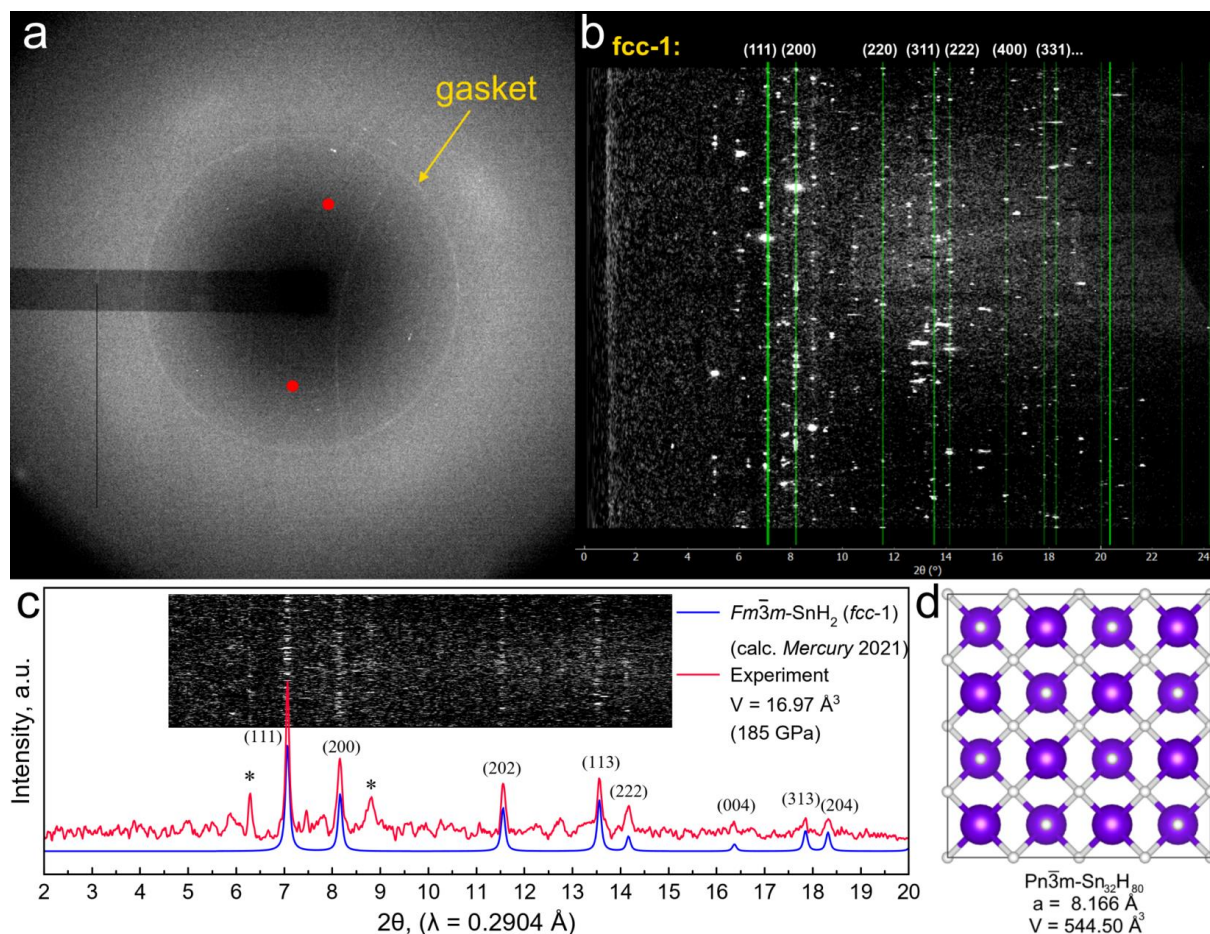 a
gasket
b
fcc-1:
(111) (200) (220) (311) (222) (400) (331)...
0 2 4 6 8 10 12 14 16 18 20 22 24
2θ (°)
c
Intensity, a.u.
Fm3̅m-SnH₂ (fcc-1)
(calc. Mercury 2021)
Experiment
V = 16.97 Å³
(185 GPa)
*
(111)
(200)
*
(202)
(113)
(222)
(004)
(313)
(204)
2 3 4 5 6 7 8 9 10 11 12 13 14 15 16 17 18 19 20
2θ, (λ = 0.2904 Å)
d
Pn3̅m-Sn₃₂H₈₀
a = 8.166 Å
V = 544.50 Å³